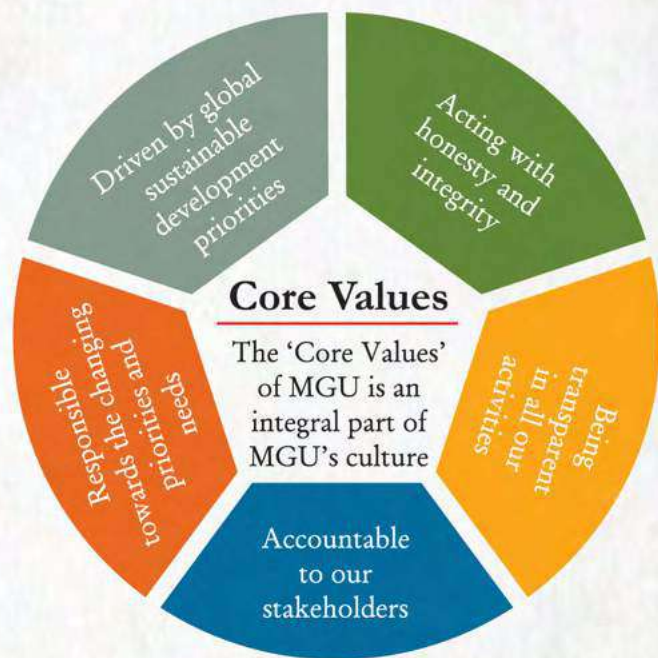 Core Values
The ‘Core Values’
of MGU is an
integral part of
MGU’s culture
Acting with
honesty and
integrity
Being
transparent
in all our
activities
Accountable
to our
stakeholders
Responsible
towards the changing
priorities and
needs
Driven by global
sustainable
development
priorities